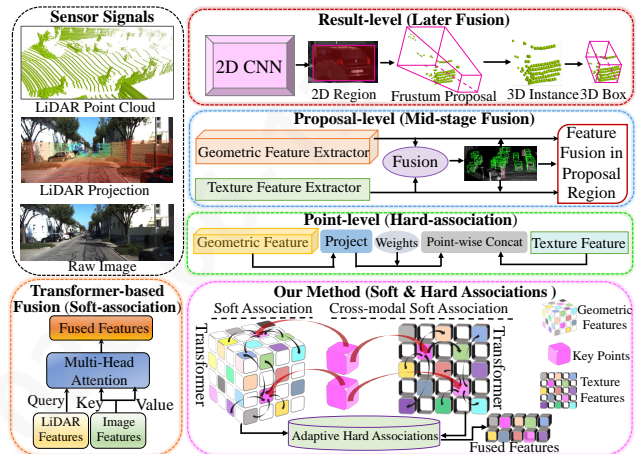 Sensor Signals
LiDAR Point Cloud
LiDAR Projection
Raw Image
Result-level (Later Fusion)
2D CNN
2D Region
Frustum Proposal
3D Instance
3D Box
Proposal-level (Mid-stage Fusion)
Geometric Feature Extractor
Texture Feature Extractor
Fusion
Feature
Fusion in
Proposal
Region
Point-level (Hard-association)
Geometric Feature
Project
Weights
Point-wise Concat
Texture Feature
Transformer-based
Fusion (Soft-association)
Fused Features
Multi-Head
Attention
Query
Key
Value
LiDAR
Features
Image
Features
Our Method (Soft & Hard Associations )
Soft Association
Cross-modal Soft Association
Transformer
Transformer
Adaptive Hard Associations
Fused Features
Geometric
Features
Key Points
Texture
Features